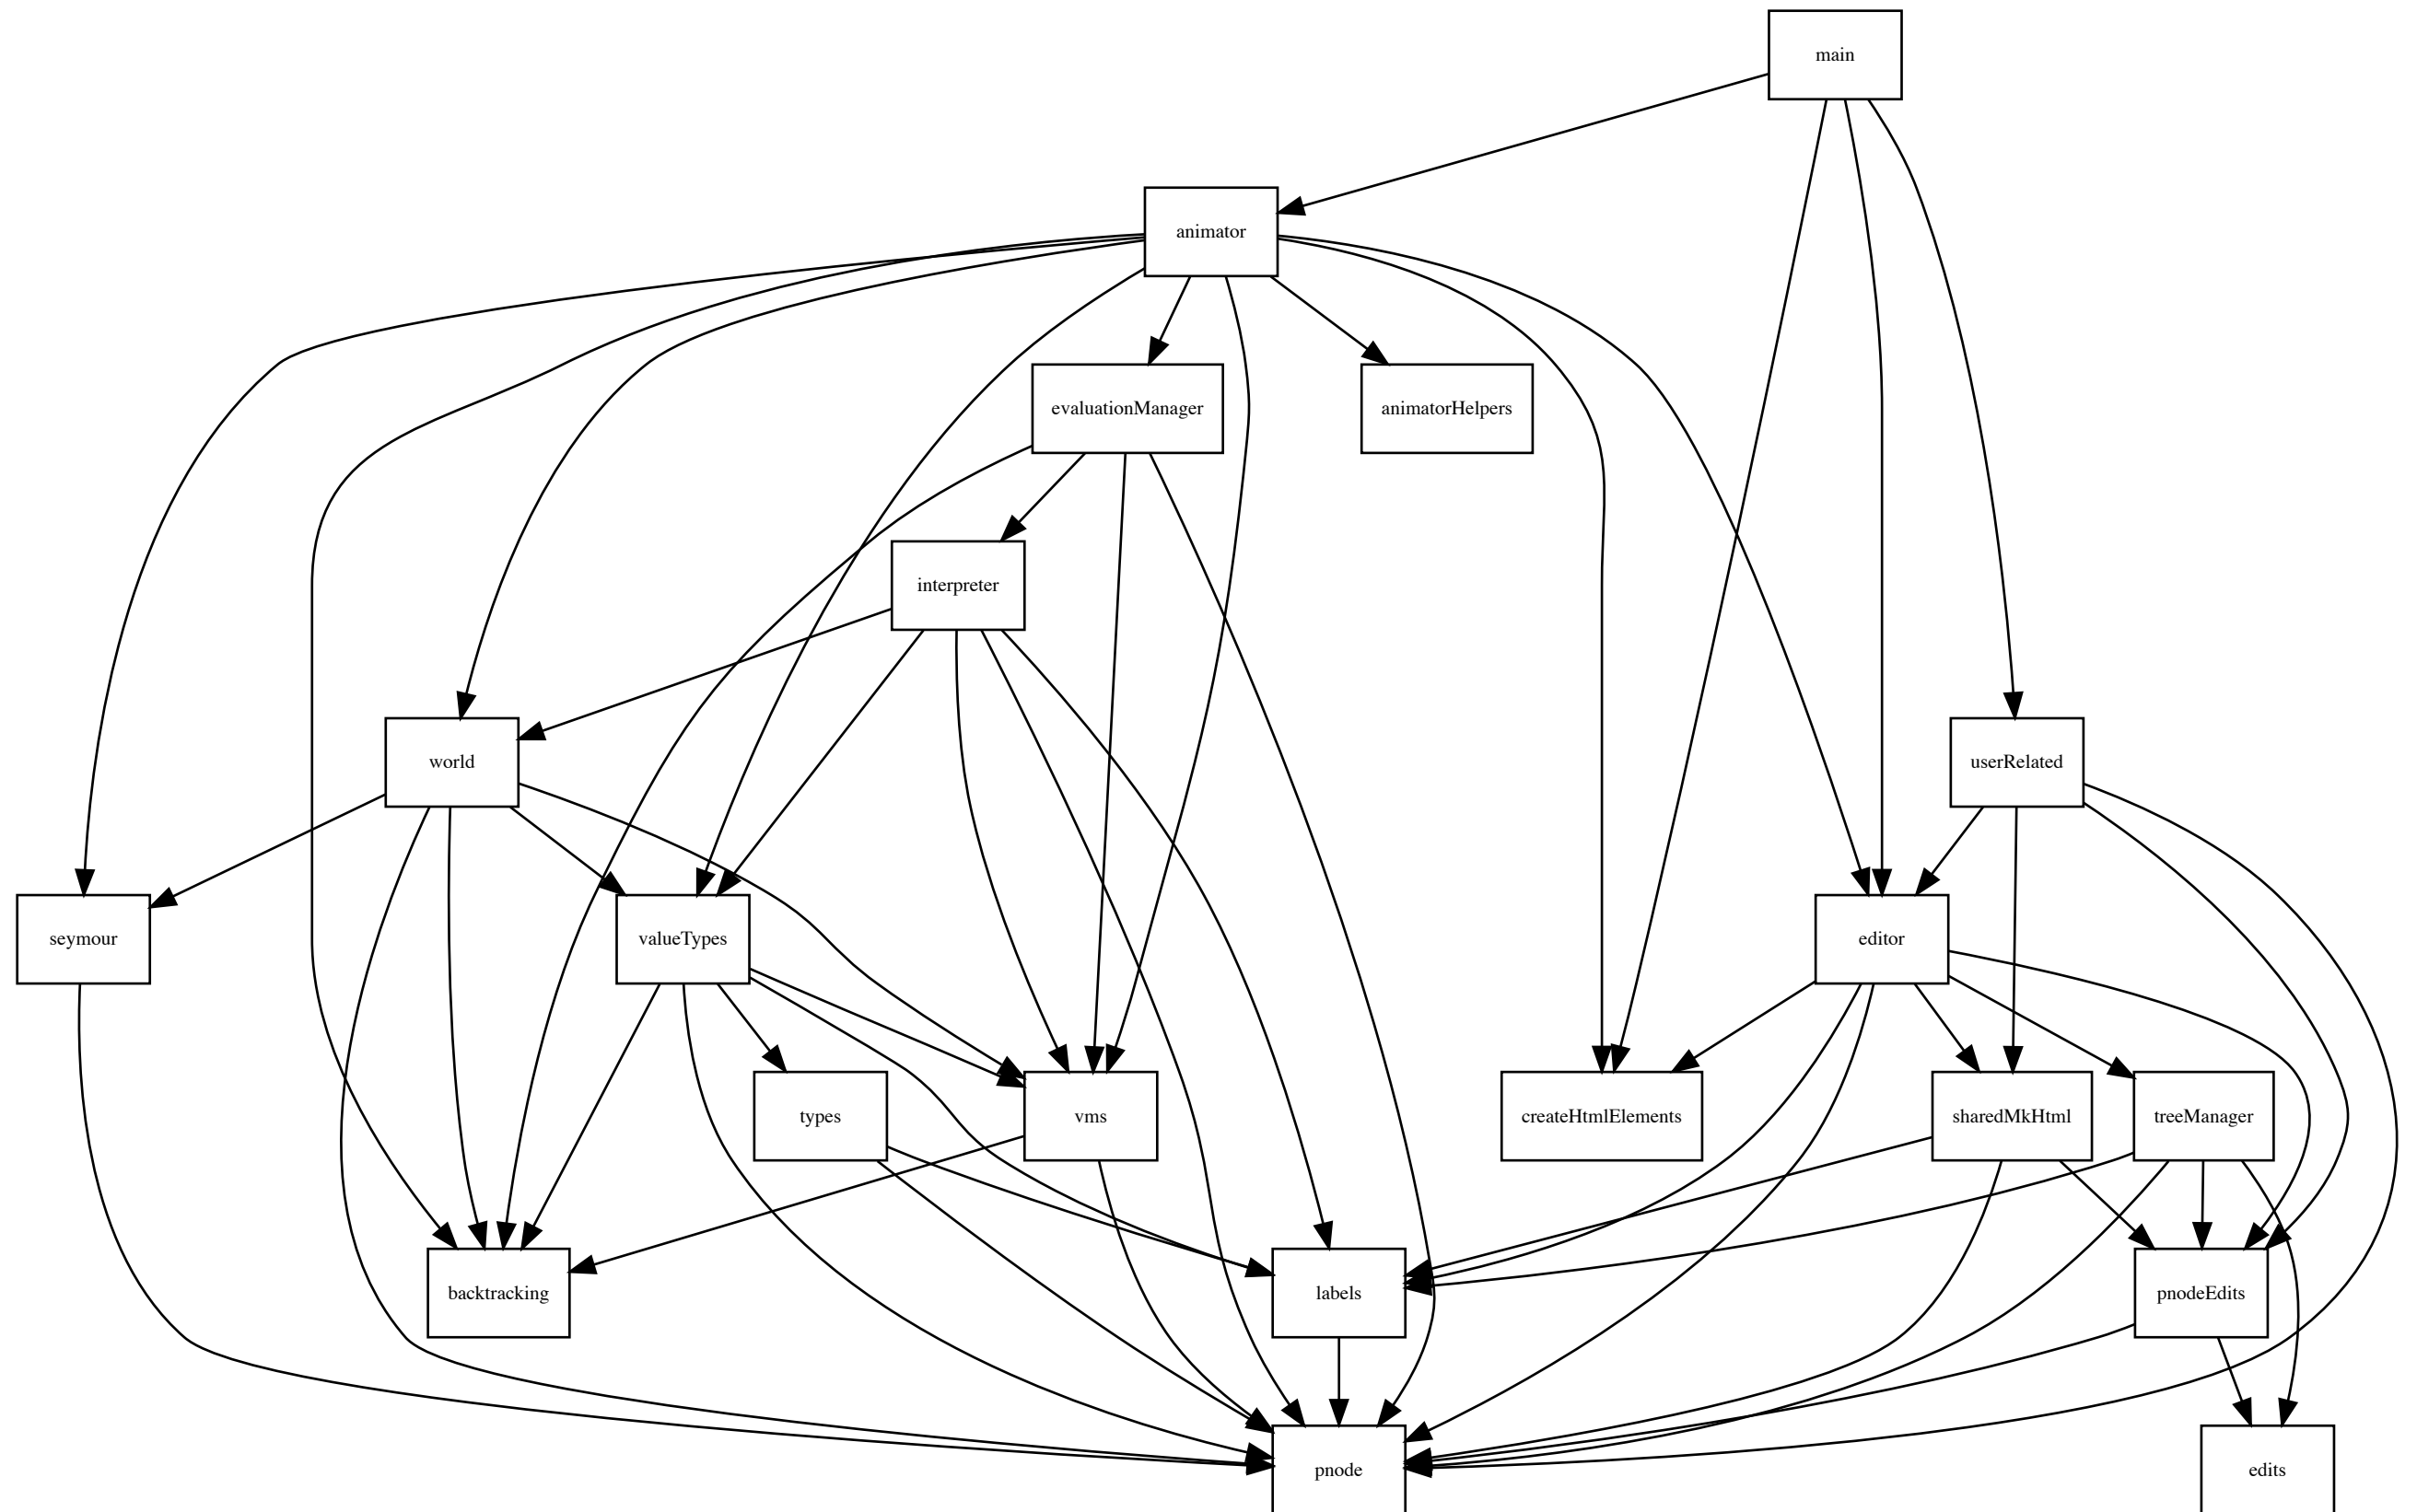 main
animator
evaluationManager
animatorHelpers
interpreter
world
userRelated
seymour
valueTypes
editor
types
vms
createHtmlElements
sharedMkHtml
treeManager
backtracking
labels
pnodeEdits
pnode
edits